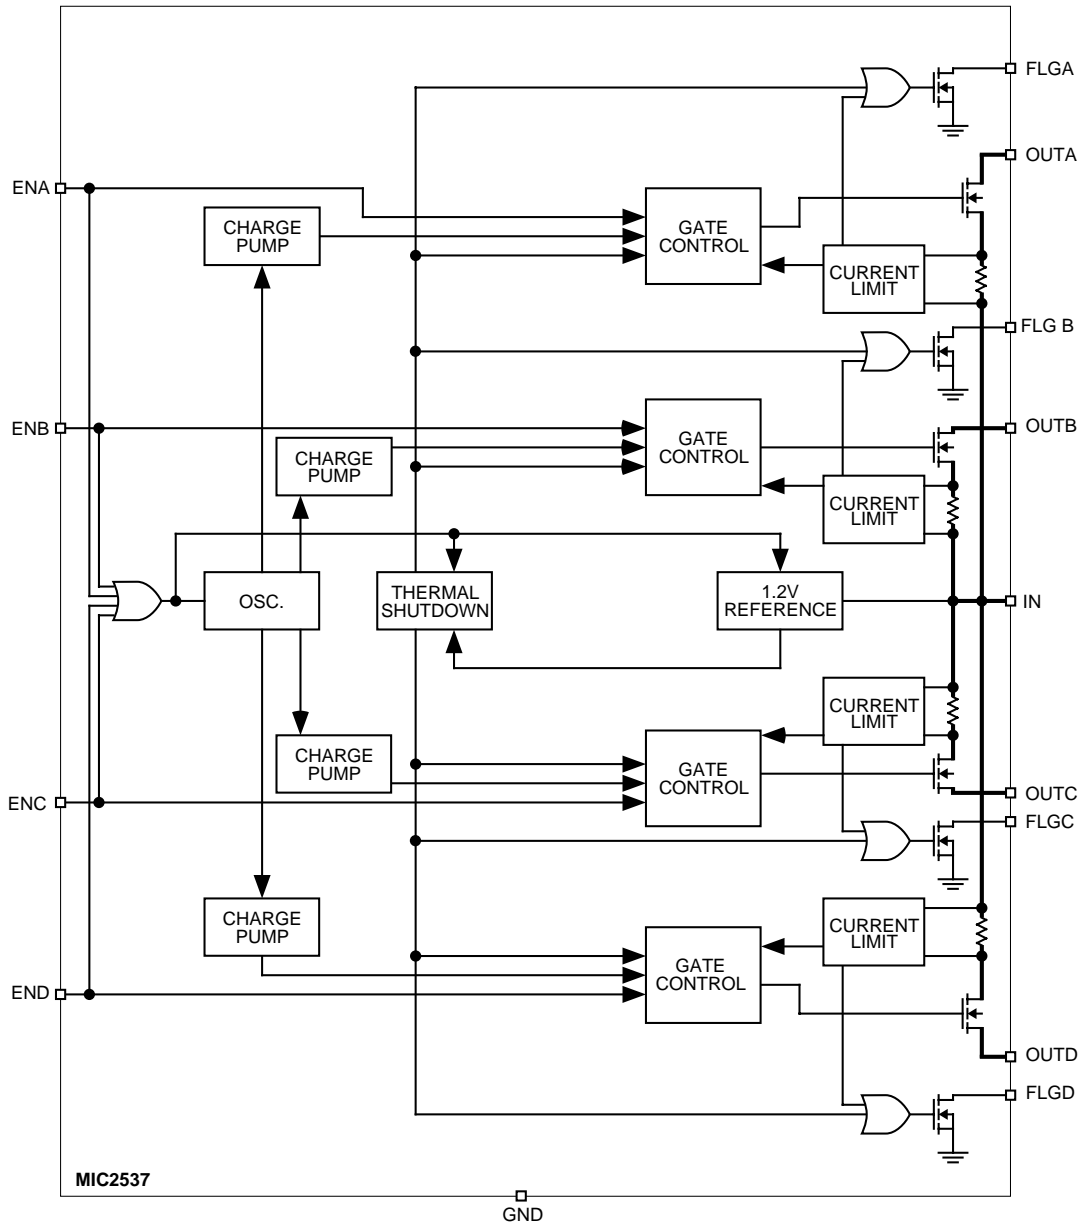 FLGA
OUTA
ENA
CHARGE
PUMP
GATE
CONTROL
CURRENT
LIMIT
FLG B
ENB
OUTB
GATE
CONTROL
CHARGE
PUMP
CURRENT
LIMIT
OSC.
THERMAL
SHUTDOWN
1.2V
REFERENCE
IN
CURRENT
LIMIT
CHARGE
PUMP
GATE
CONTROL
ENC
OUTC
FLGC
CHARGE
PUMP
CURRENT
LIMIT
GATE
CONTROL
END
OUTD
FLGD
MIC2537
GND